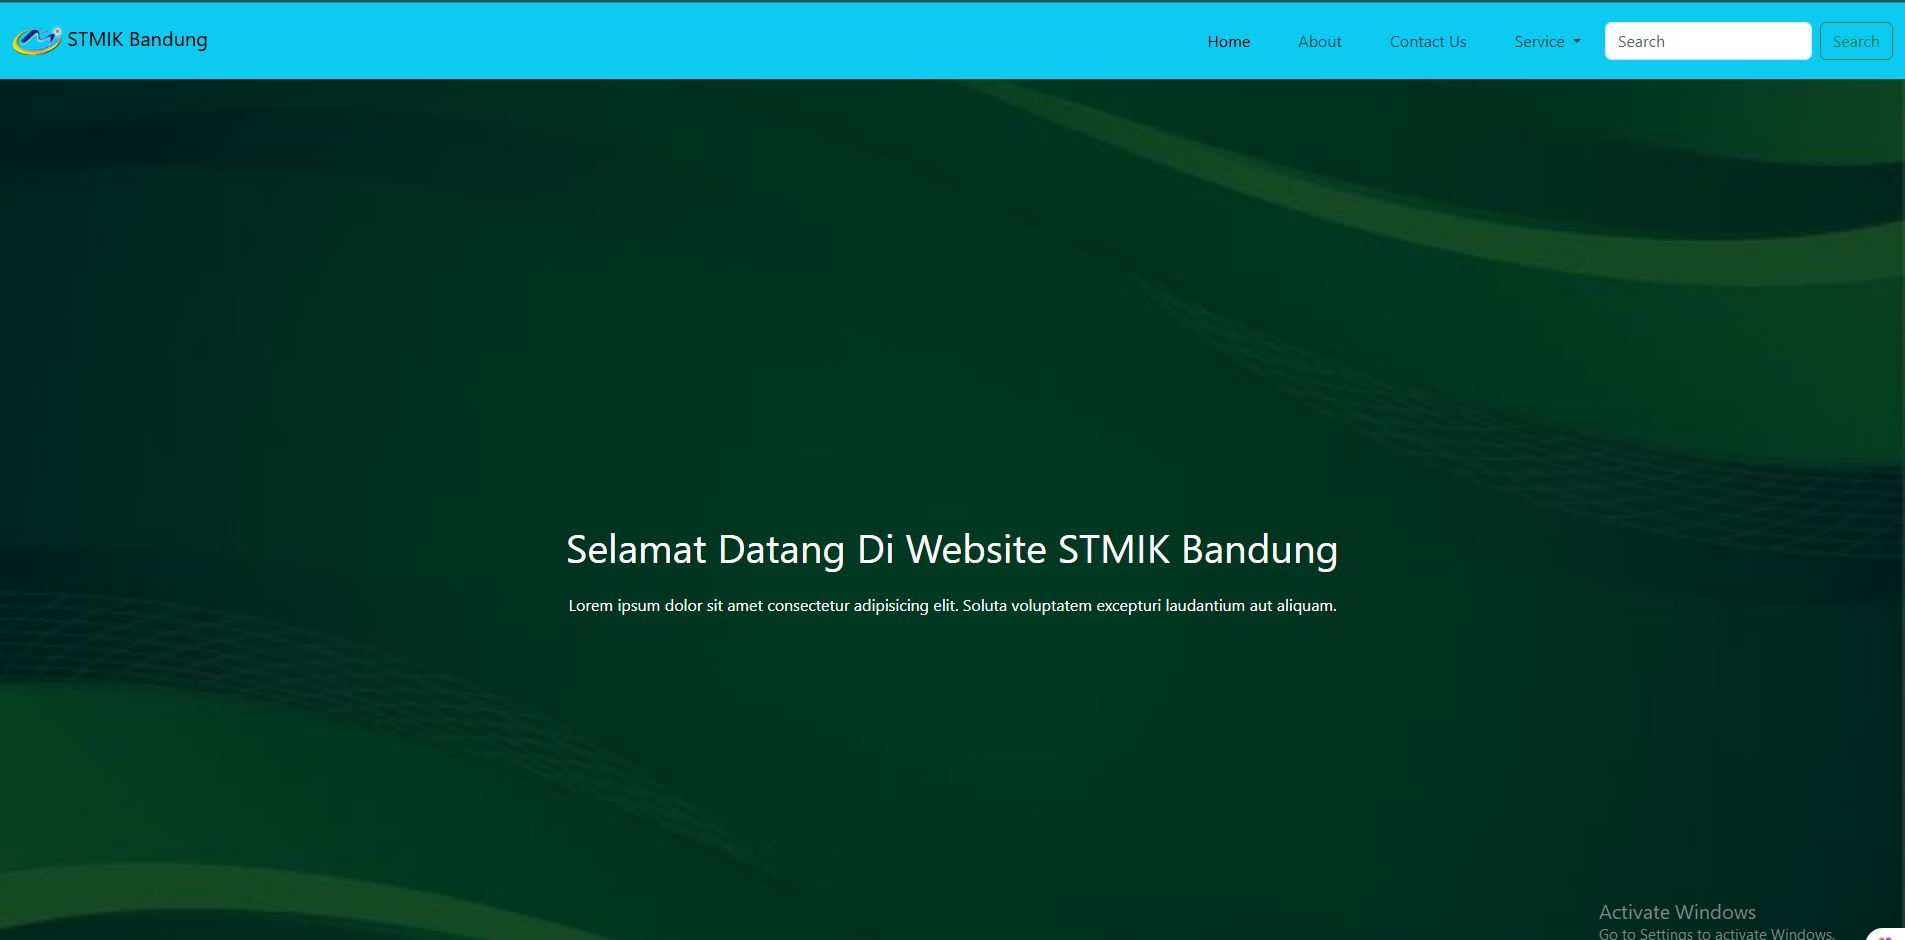 STMIK Bandung
Home About Contact Us Service Search Search
Selamat Datang Di Website STMIK Bandung
Lorem ipsum dolor sit amet consectetur adipisicing elit. Soluta voluptatem excepturi laudantium aut aliquam.
Activate Windows
Go to Settings to activate Windows.